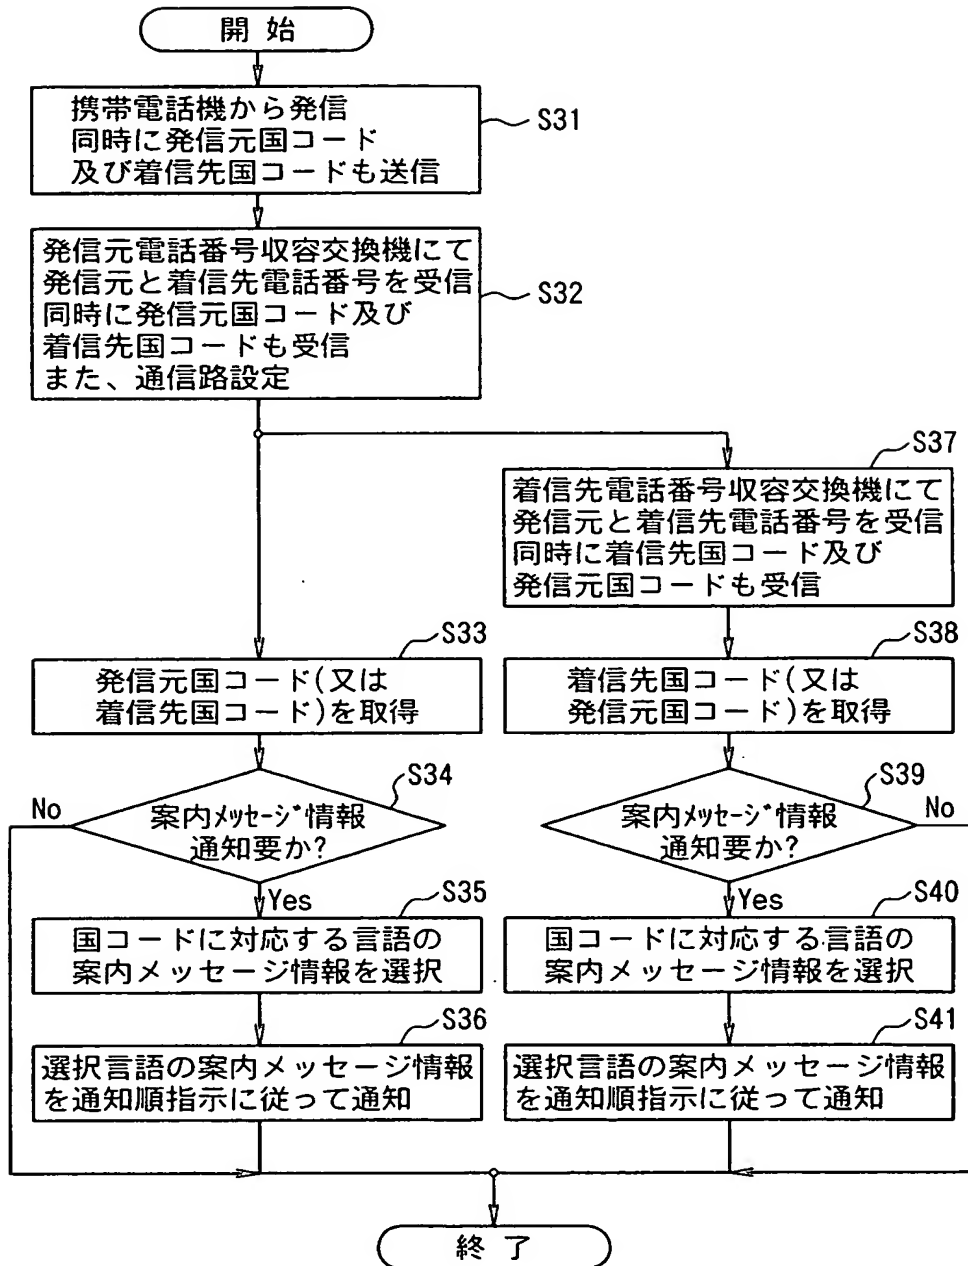 開始
携帯電話機から発信
同時に発信元国コード
及び着信先国コードも送信
S31
発信元電話番号収容交換機にて
発信元と着信先電話番号を受信
同時に発信元国コード及び
着信先国コードも受信
また、通信路設定
S32
S37
着信先電話番号収容交換機にて
発信元と着信先電話番号を受信
同時に着信先国コード及び
発信元国コードも受信
S33
発信元国コード(又は
着信先国コード)を取得
S38
着信先国コード(又は
発信元国コード)を取得
S34
案内メッセージ情報
通知要か?
No
Yes
S39
案内メッセージ情報
通知要か?
No
Yes
S35
国コードに対応する言語の
案内メッセージ情報を選択
S40
国コードに対応する言語の
案内メッセージ情報を選択
S36
選択言語の案内メッセージ情報
を通知順指示に従って通知
S41
選択言語の案内メッセージ情報
を通知順指示に従って通知
終了